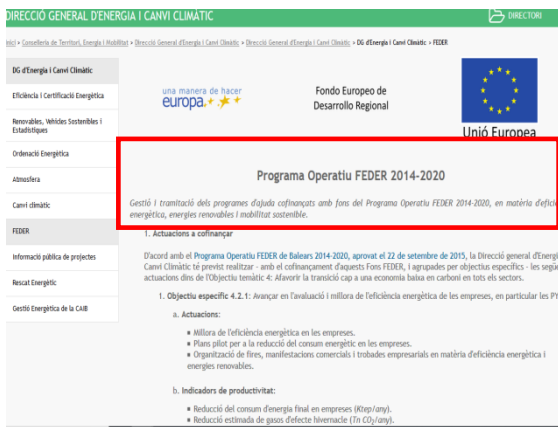 DIRECCIÓ GENERAL D'ENERGIA I CANVI CLIMÀTIC
DIRECTORI
Inici » Conselleria de Territori, Energia i Mobilitat » Direcció General d'Energia i Canvi Climàtic » Direcció General d'Energia i Canvi Climàtic » DG d'Energia i Canvi Climàtic » FEDER
DG d'Energia i Canvi Climàtic
Eficiència i Certificació Energètica
Renovables, Vehicles Sostenibles i
Estadístiques
Ordenació Energètica
Atmosfera
Canvi climàtic
FEDER
Informació pública de projectes
Rescat Energètic
Gestió Energètica de la CAIB
una manera de hacer
europa
Fondo Europeo de
Desarrollo Regional
Unió Europea
Programa Operatiu FEDER 2014-2020
Gestió i tramitació dels programes d'ajuda cofinançats amb fons del Programa Operatiu FEDER 2014-2020, en matèria d'efici
energètica, energies renovables i mobilitat sostenible.
1. Actuacions a cofinançar
D'acord amb el Programa Operatiu FEDER de Balears 2014-2020, aprovat el 22 de setembre de 2015, la Direcció general d'Energi
Canvi Climàtic té previst realitzar - amb el cofinançament d'aquests Fons FEDER, i agrupades per objectius específics - les següe
actuacions dins de l'Objectiu temàtic 4: Afavorir la transició cap a una economia baixa en carboni en tots els sectors.
1. Objectiu específic 4.2.1: Avançar en l'avaluació i millora de l'eficiència energètica de les empreses, en particular les PY
a. Actuacions:
Millora de l'eficiència energètica en les empreses.
Plans pilot per a la reducció del consum energètic en les empreses.
Organització de fires, manifestacions comercials i trobades empresarials en matèria d'eficiència energètica i
energies renovables.
b. Indicadors de productivitat:
Reducció del consum d'energia final en empreses (Ktep/any).
Reducció estimada de gasos d'efecte hivernacle (Tn CO2/any).